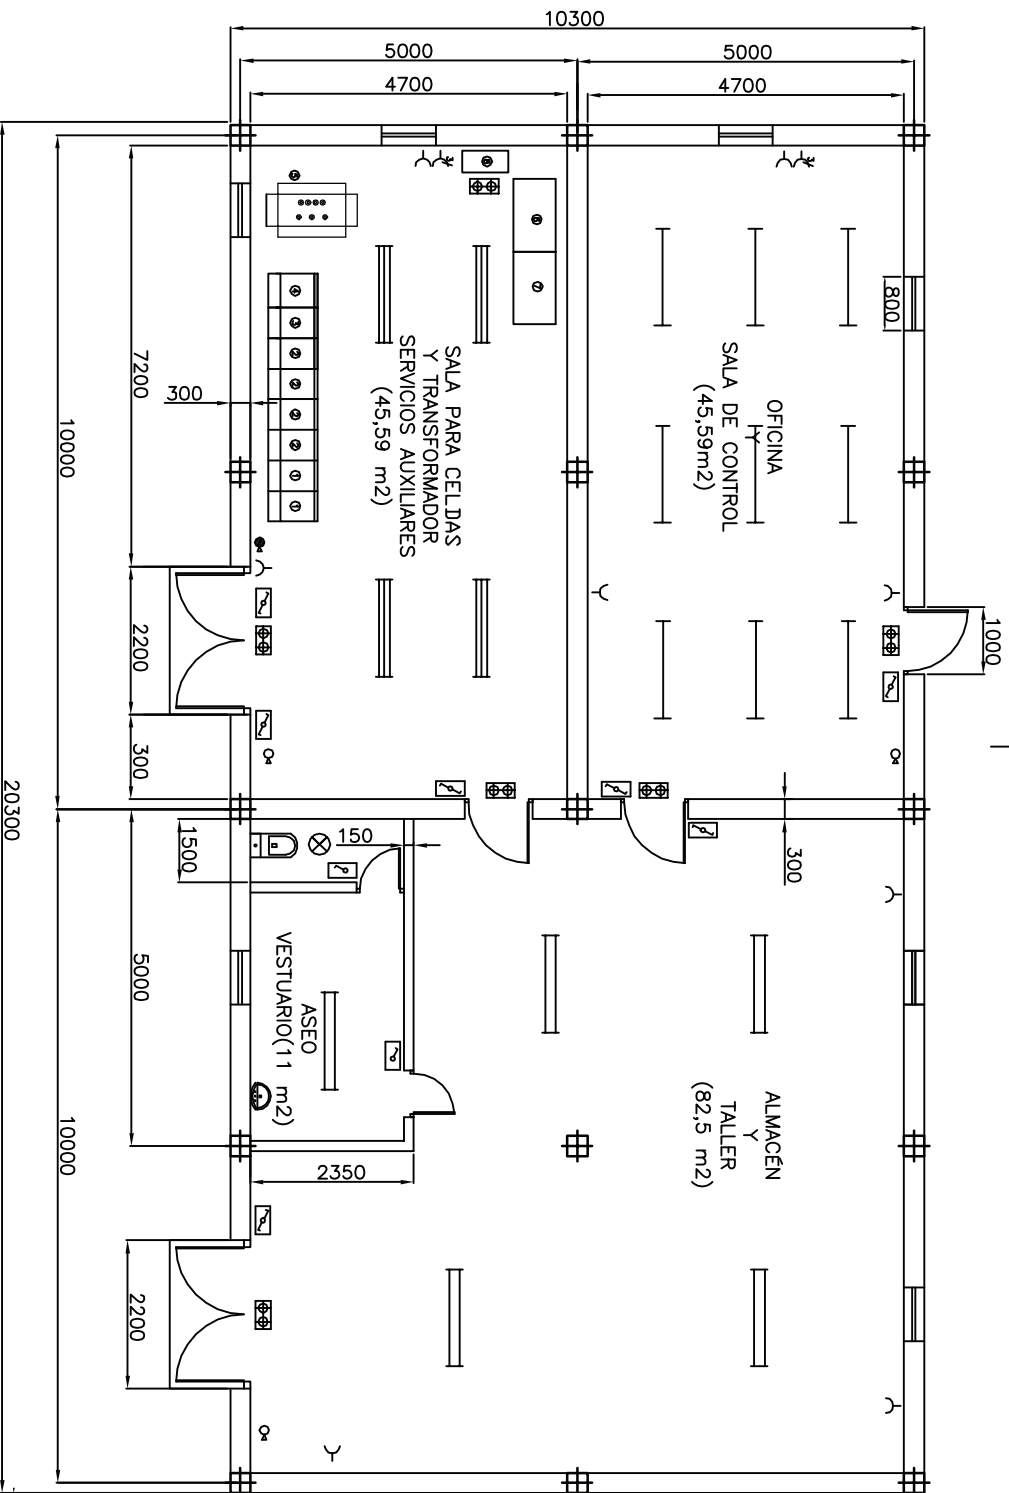 10300
5000
5000
4700
4700
800
1000
OFICINA
Y
SALA DE CONTROL
(45,59m2)
SALA PARA CELDAS
Y TRANSFORMADOR
SERVICIOS AUXILIARES
(45,59 m2)
7200
300
10000
2200
300
20300
300
150
1500
5000
ASEO
VESTUARIO(11 m2)
2350
ALMACÉN
Y
TALLER
(82,5 m2)
10000
2200